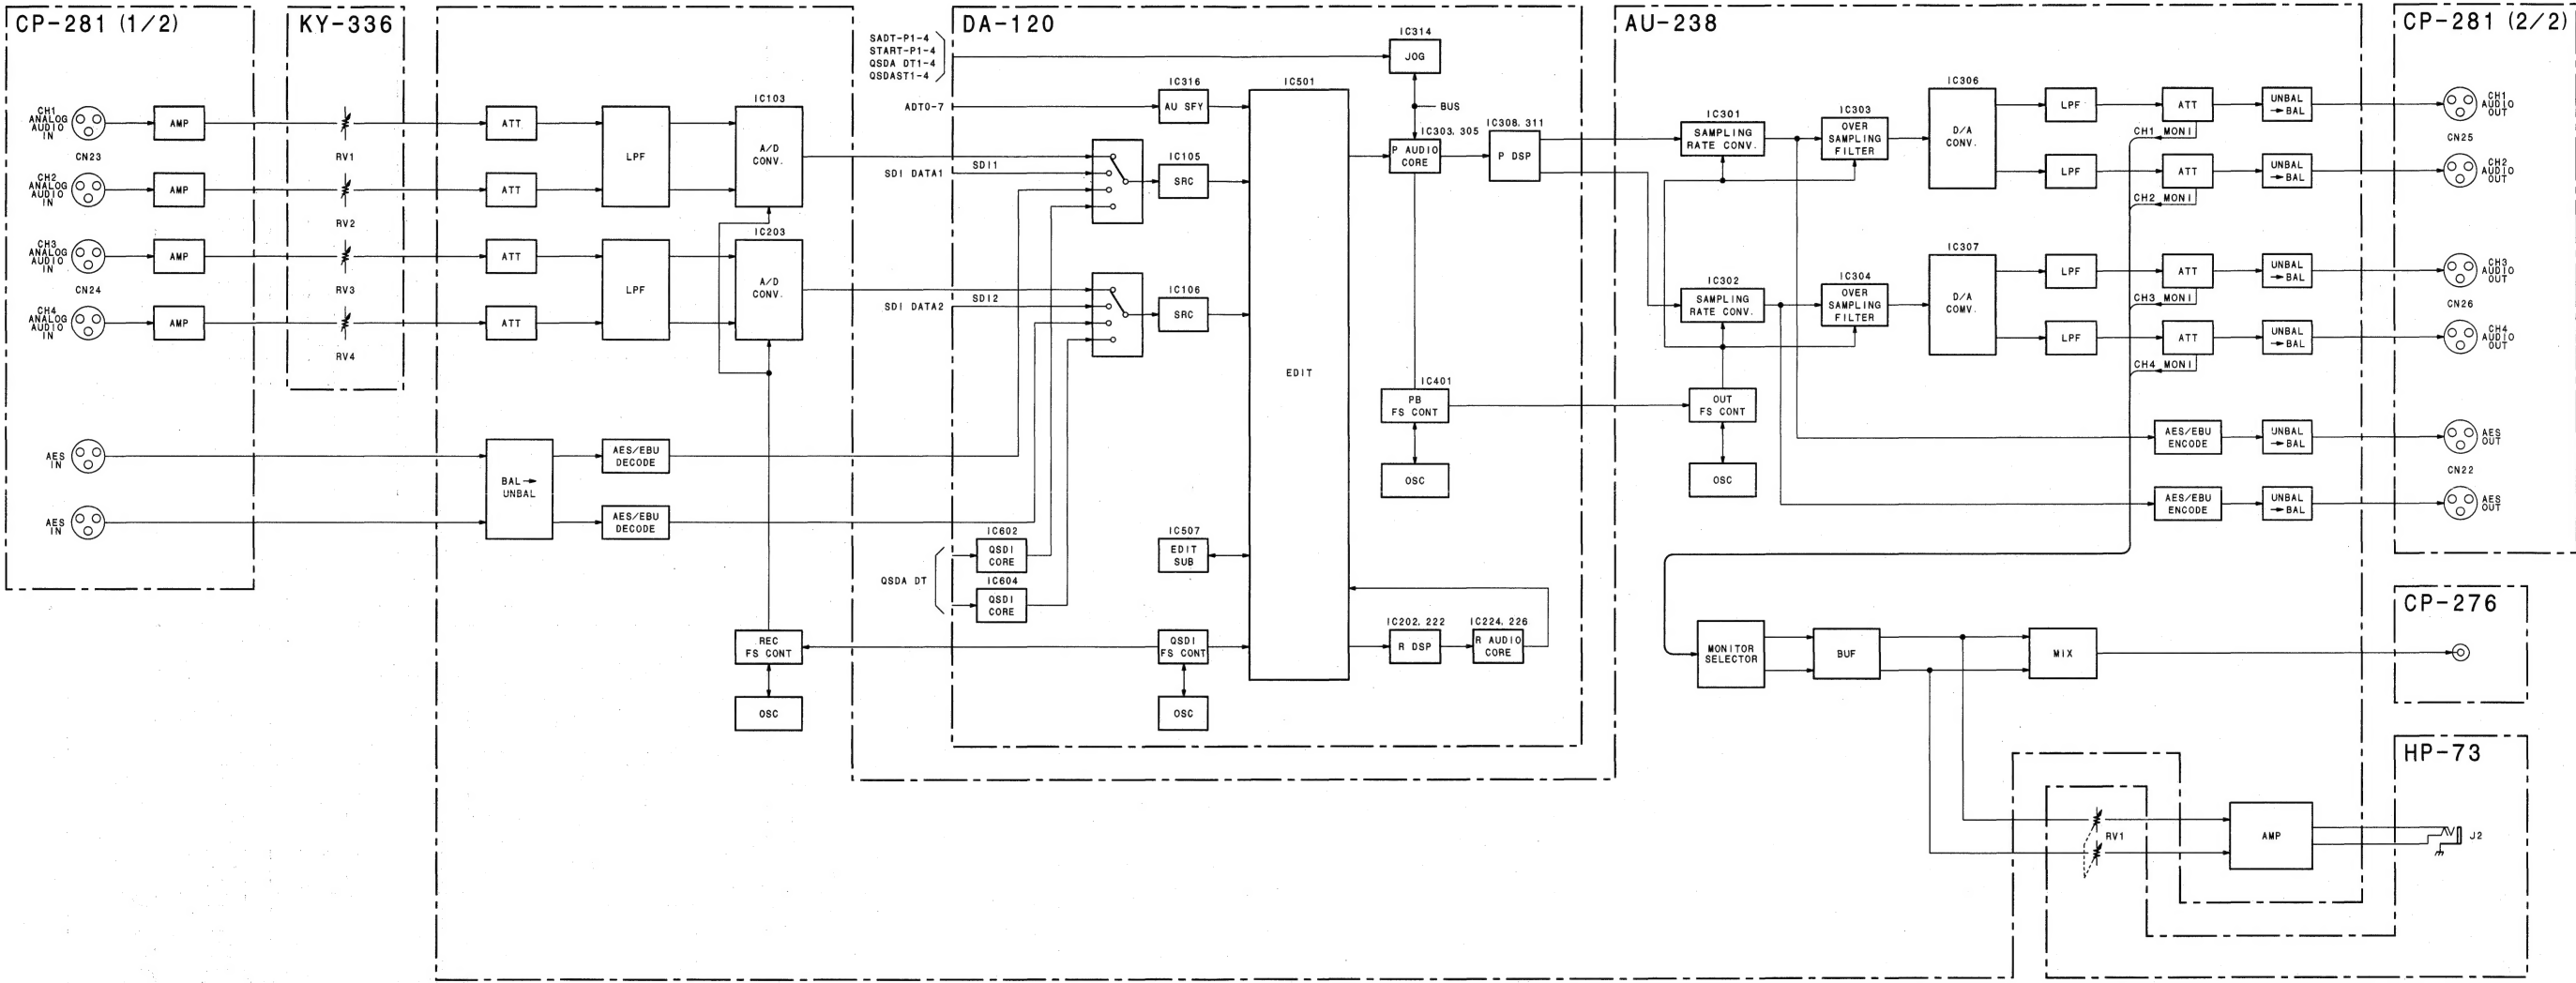 CP-281 (1/2)
CH1
ANALOG
AUDIO
IN
CN23
CH2
ANALOG
AUDIO
IN
CH3
ANALOG
AUDIO
IN
CN24
CH4
ANALOG
AUDIO
IN
AES
IN
AES
IN
AMP
AMP
AMP
AMP
KY-336
RV1
RV2
RV3
RV4
ATT
ATT
ATT
ATT
LPF
LPF
IC103
A/D
CONV.
IC203
A/D
CONV.
BAL→
UNBAL
AES/EBU
DECODE
AES/EBU
DECODE
REC
FS CONT
OSC
DA-120
SADT-P1-4
START-P1-4
QSDA DT1-4
QSDAST1-4
ADT0-7
SDI DATA1
SDI1
SDI DATA2
SDI2
QSDA DT
IC602
QSDI
CORE
IC604
QSDI
CORE
IC316
AU SFY
IC105
SRC
IC106
SRC
IC507
EDIT
SUB
QSDI
FS CONT
OSC
IC501
EDIT
IC314
JOG
BUS
IC303, 305
P AUDIO
CORE
IC308, 311
P DSP
IC401
PB
FS CONT
OSC
IC202, 222
R DSP
IC224, 226
R AUDIO
CORE
AU-238
IC301
SAMPLING
RATE CONV.
IC303
OVER
SAMPLING
FILTER
IC306
D/A
CONV.
IC302
SAMPLING
RATE CONV.
IC304
OVER
SAMPLING
FILTER
IC307
D/A
COMV.
OUT
FS CONT
OSC
LPF
LPF
LPF
LPF
ATT
CH1 MONI
ATT
CH2 MONI
ATT
CH3 MONI
ATT
CH4 MONI
UNBAL
→BAL
UNBAL
→BAL
UNBAL
→BAL
UNBAL
→BAL
AES/EBU
ENCODE
UNBAL
→BAL
AES/EBU
ENCODE
UNBAL
→BAL
MONITOR
SELECTOR
BUF
MIX
CP-281 (2/2)
CH1
AUDIO
OUT
CN25
CH2
AUDIO
OUT
CH3
AUDIO
OUT
CN26
CH4
AUDIO
OUT
AES
OUT
CN22
AES
OUT
CP-276
HP-73
RV1
AMP
J2